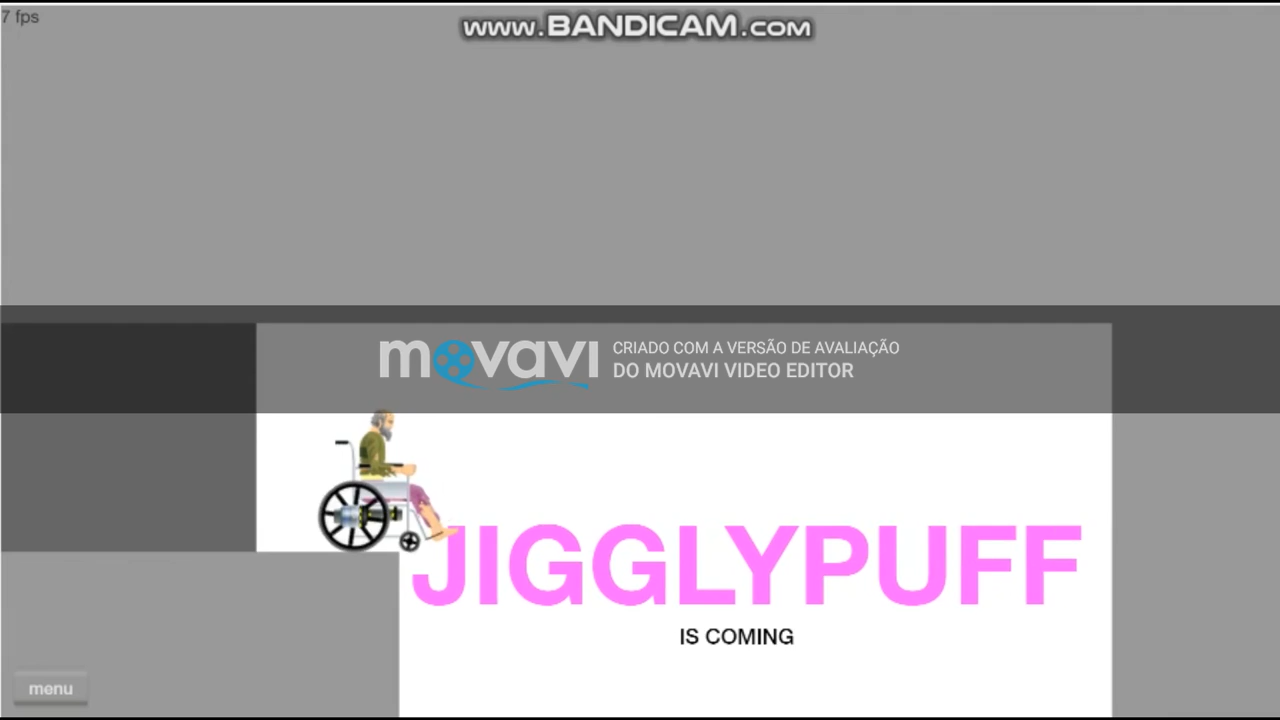 7 fps
www.BANDICAM.COM
movavi
CRIADO COM A VERSÃO DE AVALIAÇÃO
DO MOVAVI VIDEO EDITOR
JIGGLYPUFF
IS COMING
menu